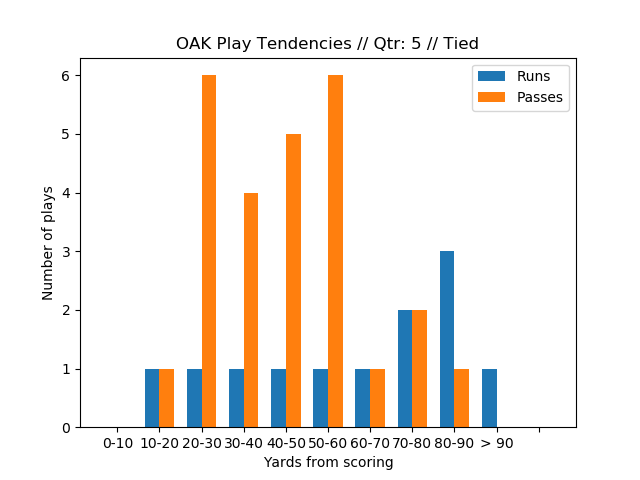 OAK Play Tendencies // Qtr: 5 // Tied
Runs
Passes
Number of plays
6
5
4
3
2
1
0
0-10 10-20 20-30 30-40 40-50 50-60 60-70 70-80 80-90 > 90
Yards from scoring